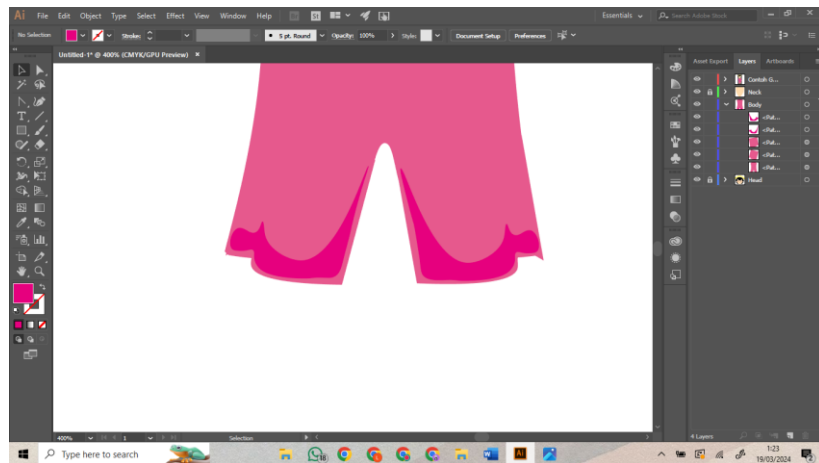 Ai File Edit Object Type Select Effect View Window Help Br St Essentials Search Adobe Stock
No Selection Stroke: 5 pt. Round Opacity: 100% Style: Document Setup Preferences
Untitled-1* @ 400% (CMYK/GPU Preview) ×
Asset Export Layers Artboards
Contoh G...
Neck
Body
<Pat...
<Pat...
<Pat...
<Pat...
<Pat...
Head
400% 1 Selection 4 Layers
Type here to search
1:23
19/03/2024